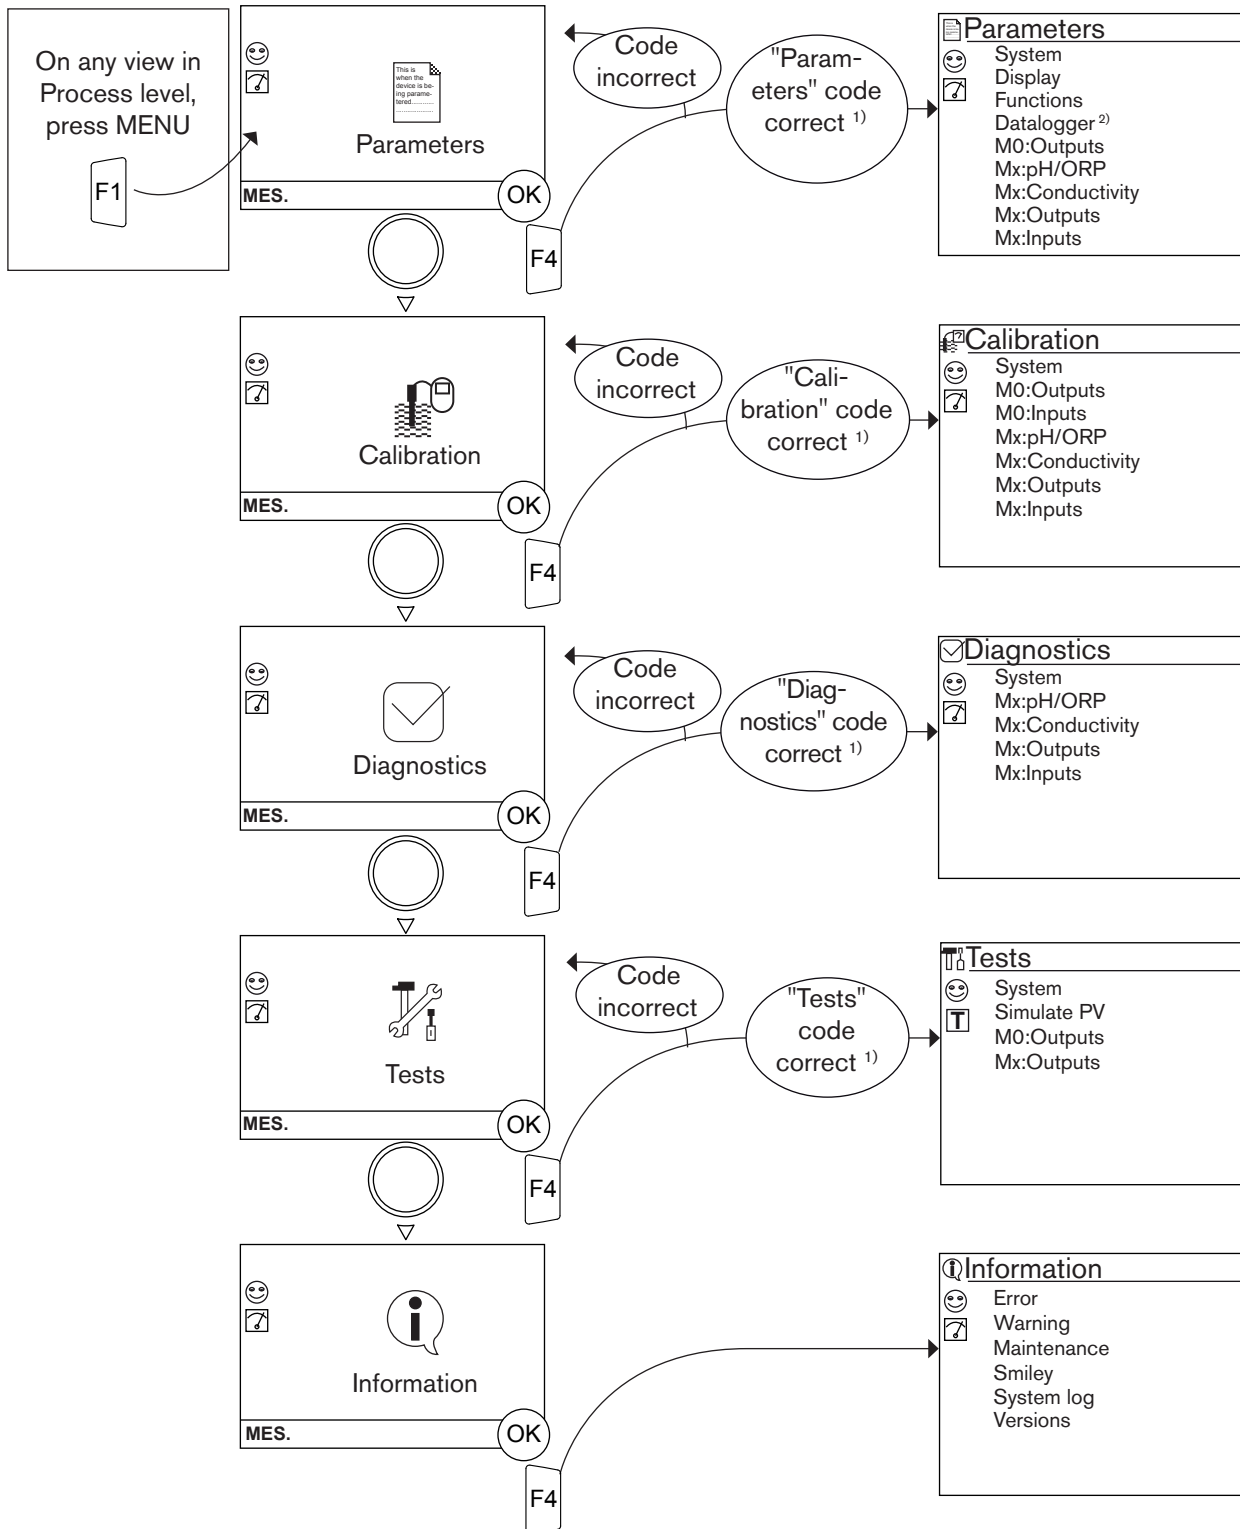 On any view in
Process level,
press MENU
F1
This is
when the
device is be-
ing parame-
tered............
.....................
Parameters
MES.
OK
F4
Code
incorrect
"Param-
eters" code
correct 1)
Parameters
System
Display
Functions
Datalogger 2)
M0:Outputs
Mx:pH/ORP
Mx:Conductivity
Mx:Outputs
Mx:Inputs
Calibration
MES.
OK
F4
Code
incorrect
"Cali-
bration" code
correct 1)
?
Calibration
System
M0:Outputs
M0:Inputs
Mx:pH/ORP
Mx:Conductivity
Mx:Outputs
Mx:Inputs
Diagnostics
MES.
OK
F4
Code
incorrect
"Diag-
nostics" code
correct 1)
Diagnostics
System
Mx:pH/ORP
Mx:Conductivity
Mx:Outputs
Mx:Inputs
Tests
MES.
OK
F4
Code
incorrect
"Tests"
code
correct 1)
Tests
System
T
Simulate PV
M0:Outputs
Mx:Outputs
i
Information
MES.
OK
F4
i
Information
Error
Warning
Maintenance
Smiley
System log
Versions